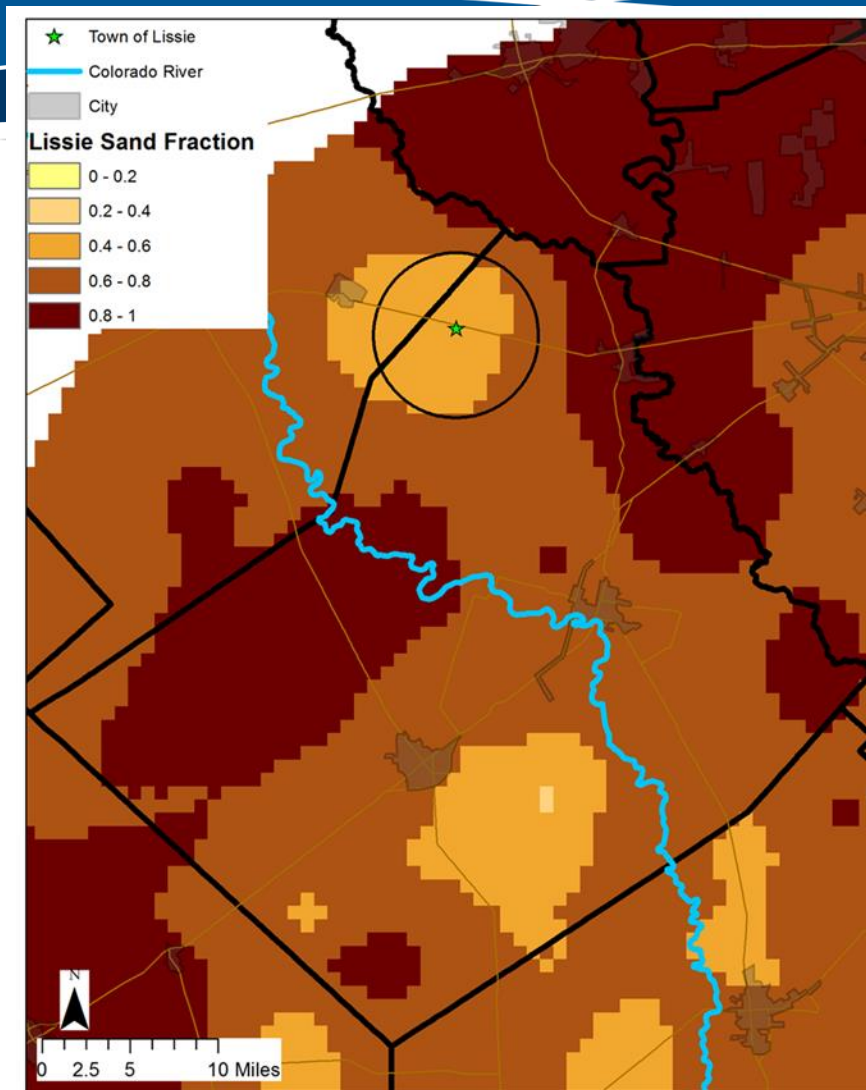 Town of Lissie
Colorado River
City
Lissie Sand Fraction
0 - 0.2
0.2 - 0.4
0.4 - 0.6
0.6 - 0.8
0.8 - 1
N
0 2.5 5 10 Miles